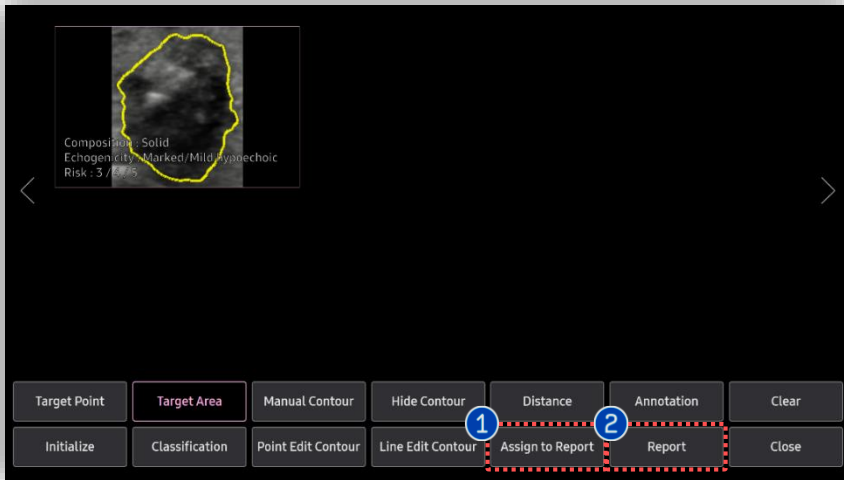 Composition : Solid
Echogenicity : Marked/Mild hypoechoic
Risk : 3 / 4 / 5
Target Point
Target Area
Manual Contour
Hide Contour
Distance
Annotation
Clear
1
2
Initialize
Classification
Point Edit Contour
Line Edit Contour
Assign to Report
Report
Close